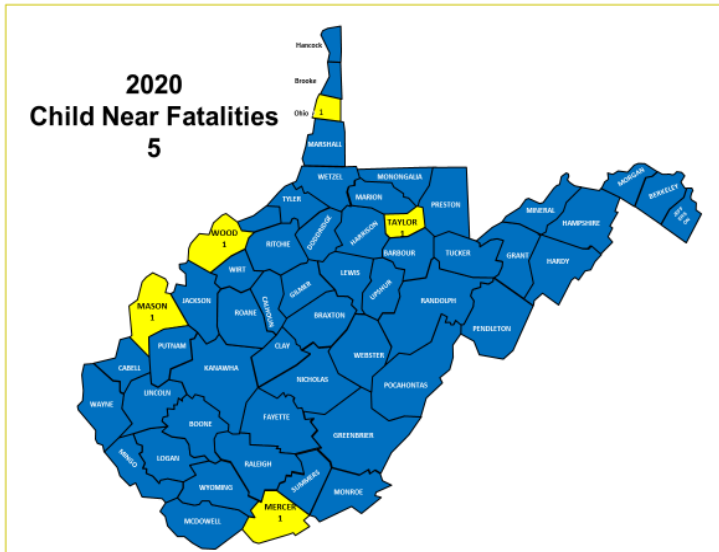 2020
Child Near Fatalities
5
Hancock
Brooke
Ohio
1
MARSHALL
WETZEL
MONONGALIA
MORGAN
BERKELEY
JEFFERSON
TYLER
MARION
PRESTON
MINERAL
HAMPSHIRE
WOOD
1
RITCHIE
DODDRIDGE
HARRISON
TAYLOR
1
BARBOUR
TUCKER
GRANT
HARDY
WIRT
LEWIS
UPSHUR
MASON
1
JACKSON
ROANE
CALHOUN
GILMER
BRAXTON
RANDOLPH
PENDLETON
PUTNAM
CLAY
WEBSTER
CABELL
KANAWHA
NICHOLAS
POCAHONTAS
WAYNE
LINCOLN
BOONE
FAYETTE
GREENBRIER
MINGO
LOGAN
RALEIGH
SUMMERS
MONROE
WYOMING
MERCER
1
MCDOWELL